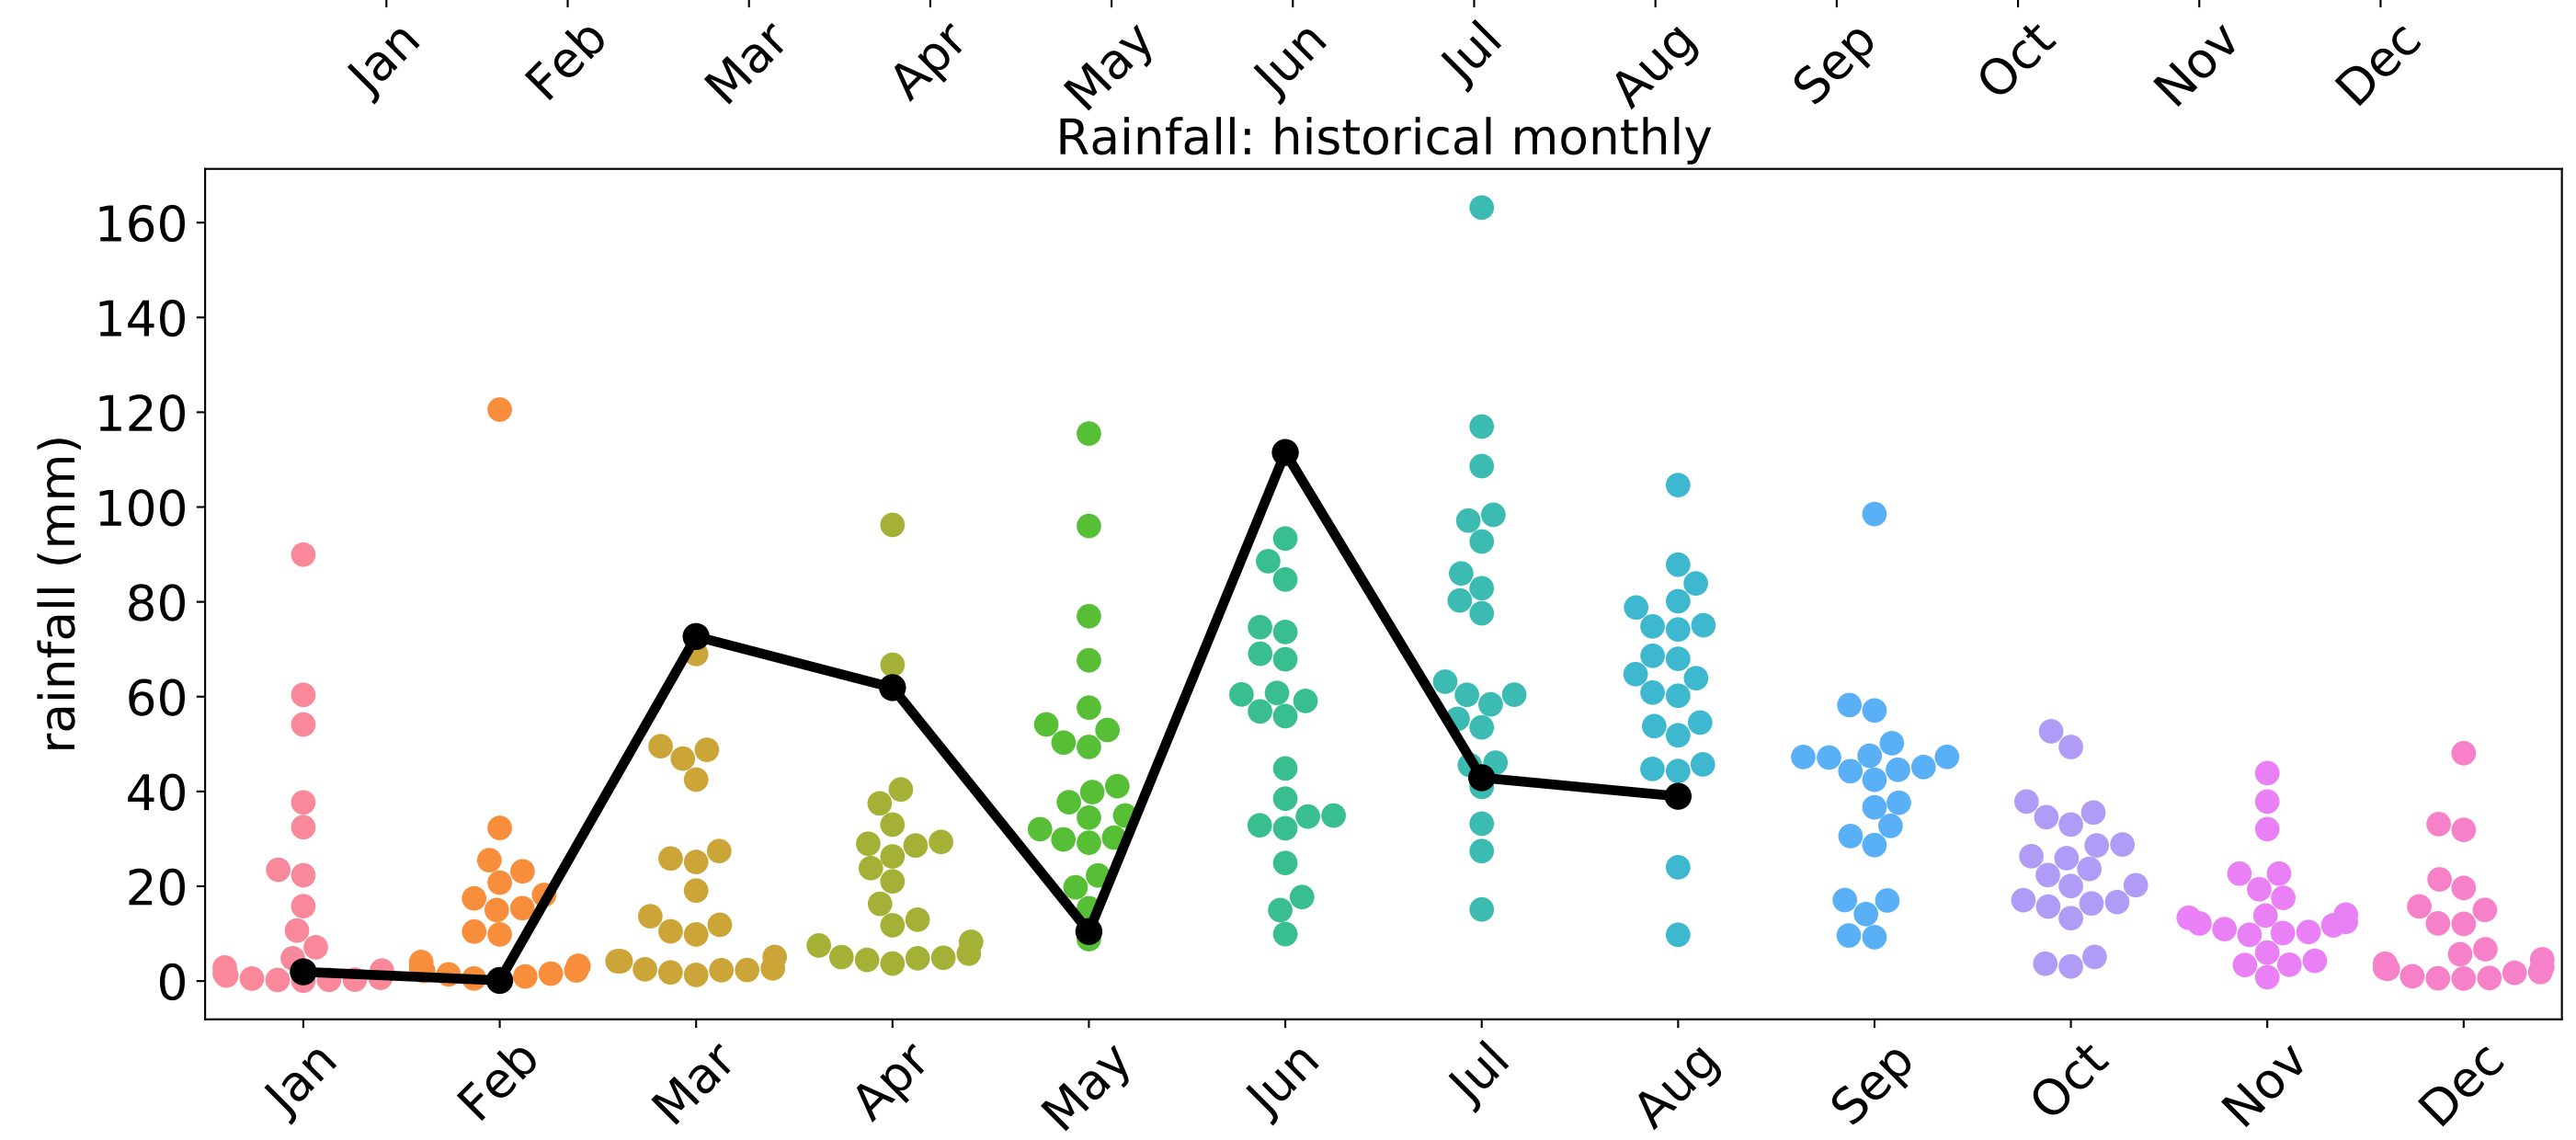 Jan Feb Mar Apr May Jun Jul Aug Sep Oct Nov Dec
Rainfall: historical monthly
rainfall (mm)
160
140
120
100
80
60
40
20
0
Jan Feb Mar Apr May Jun Jul Aug Sep Oct Nov Dec